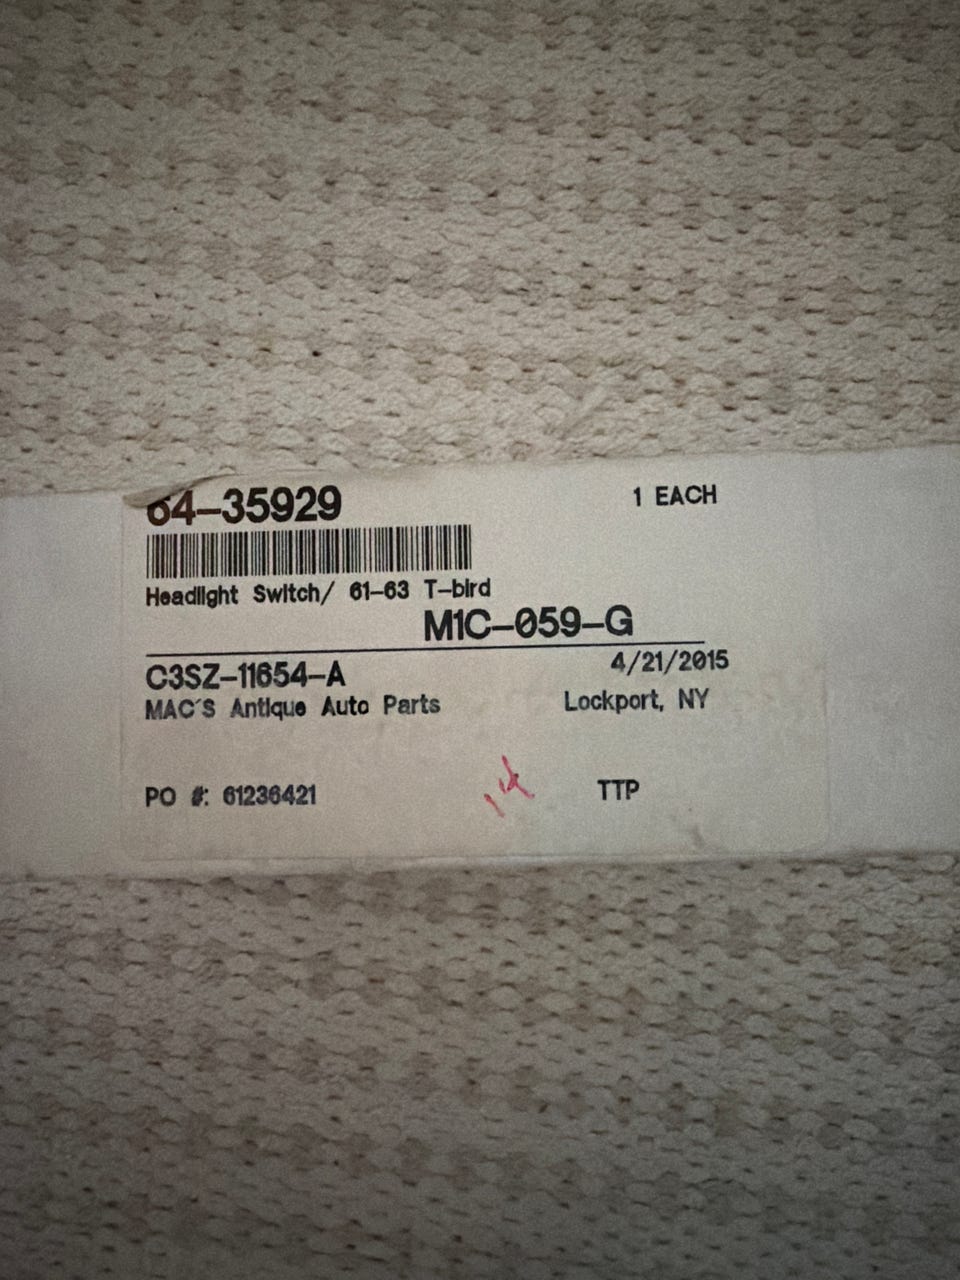 64-35929
1 EACH
Headlight Switch/ 61-63 T-bird
M1C-059-G
C3SZ-11654-A
4/21/2015
MAC'S Antique Auto Parts
Lockport, NY
PO #: 61236421
TTP